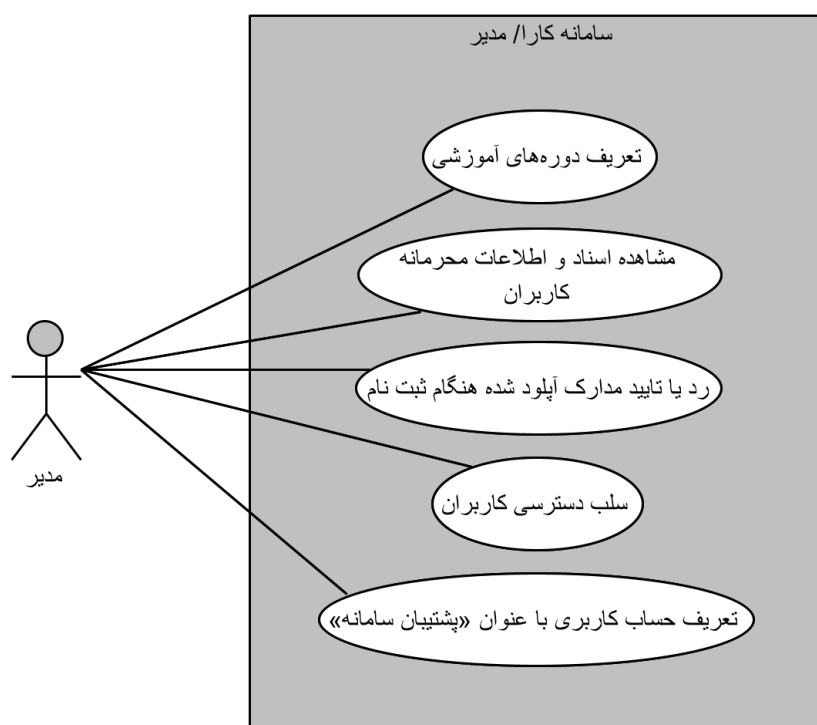 سامانه کارا/ مدیر
تعریف دوره‌های آموزشی
مشاهده اسناد و اطلاعات محرمانه
کاربران
رد یا تایید مدارک آپلود شده هنگام ثبت نام
مدیر
سلب دسترسی کاربران
تعریف حساب کاربری با عنوان «پشتیبان سامانه»